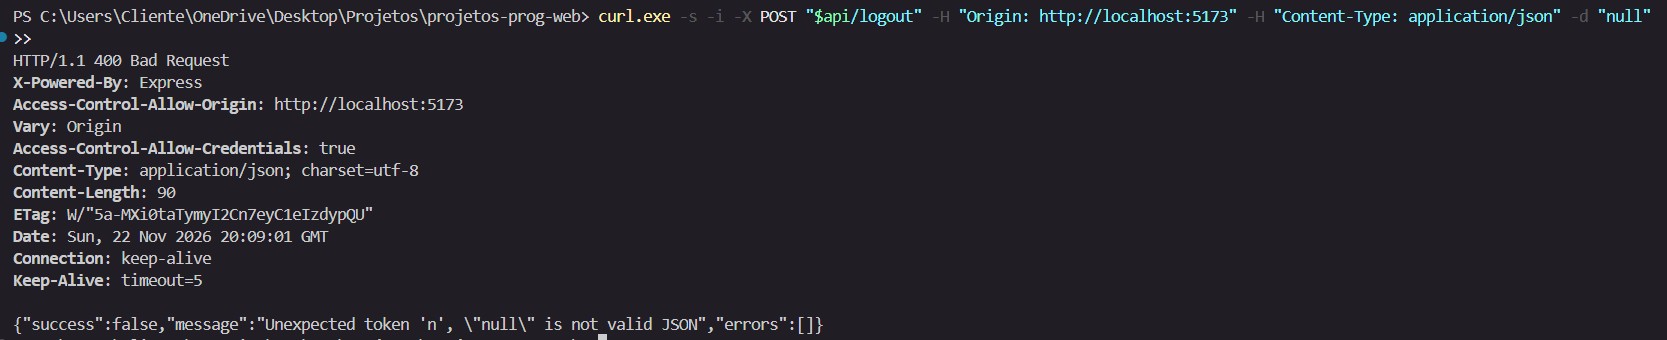 PS C:\Users\Cliente\OneDrive\Desktop\Projetos\projetos-prog-web> curl.exe -s -i -X POST "$api/logout" -H "Origin: http://localhost:5173" -H "Content-Type: application/json" -d "null"
>>
HTTP/1.1 400 Bad Request
X-Powered-By: Express
Access-Control-Allow-Origin: http://localhost:5173
Vary: Origin
Access-Control-Allow-Credentials: true
Content-Type: application/json; charset=utf-8
Content-Length: 90
ETag: W/"5a-MXi0taTymyI2Cn7eyC1eIzdypQU"
Date: Sun, 22 Nov 2026 20:09:01 GMT
Connection: keep-alive
Keep-Alive: timeout=5
{"success":false,"message":"Unexpected token 'n', \"null\" is not valid JSON","errors":[]}